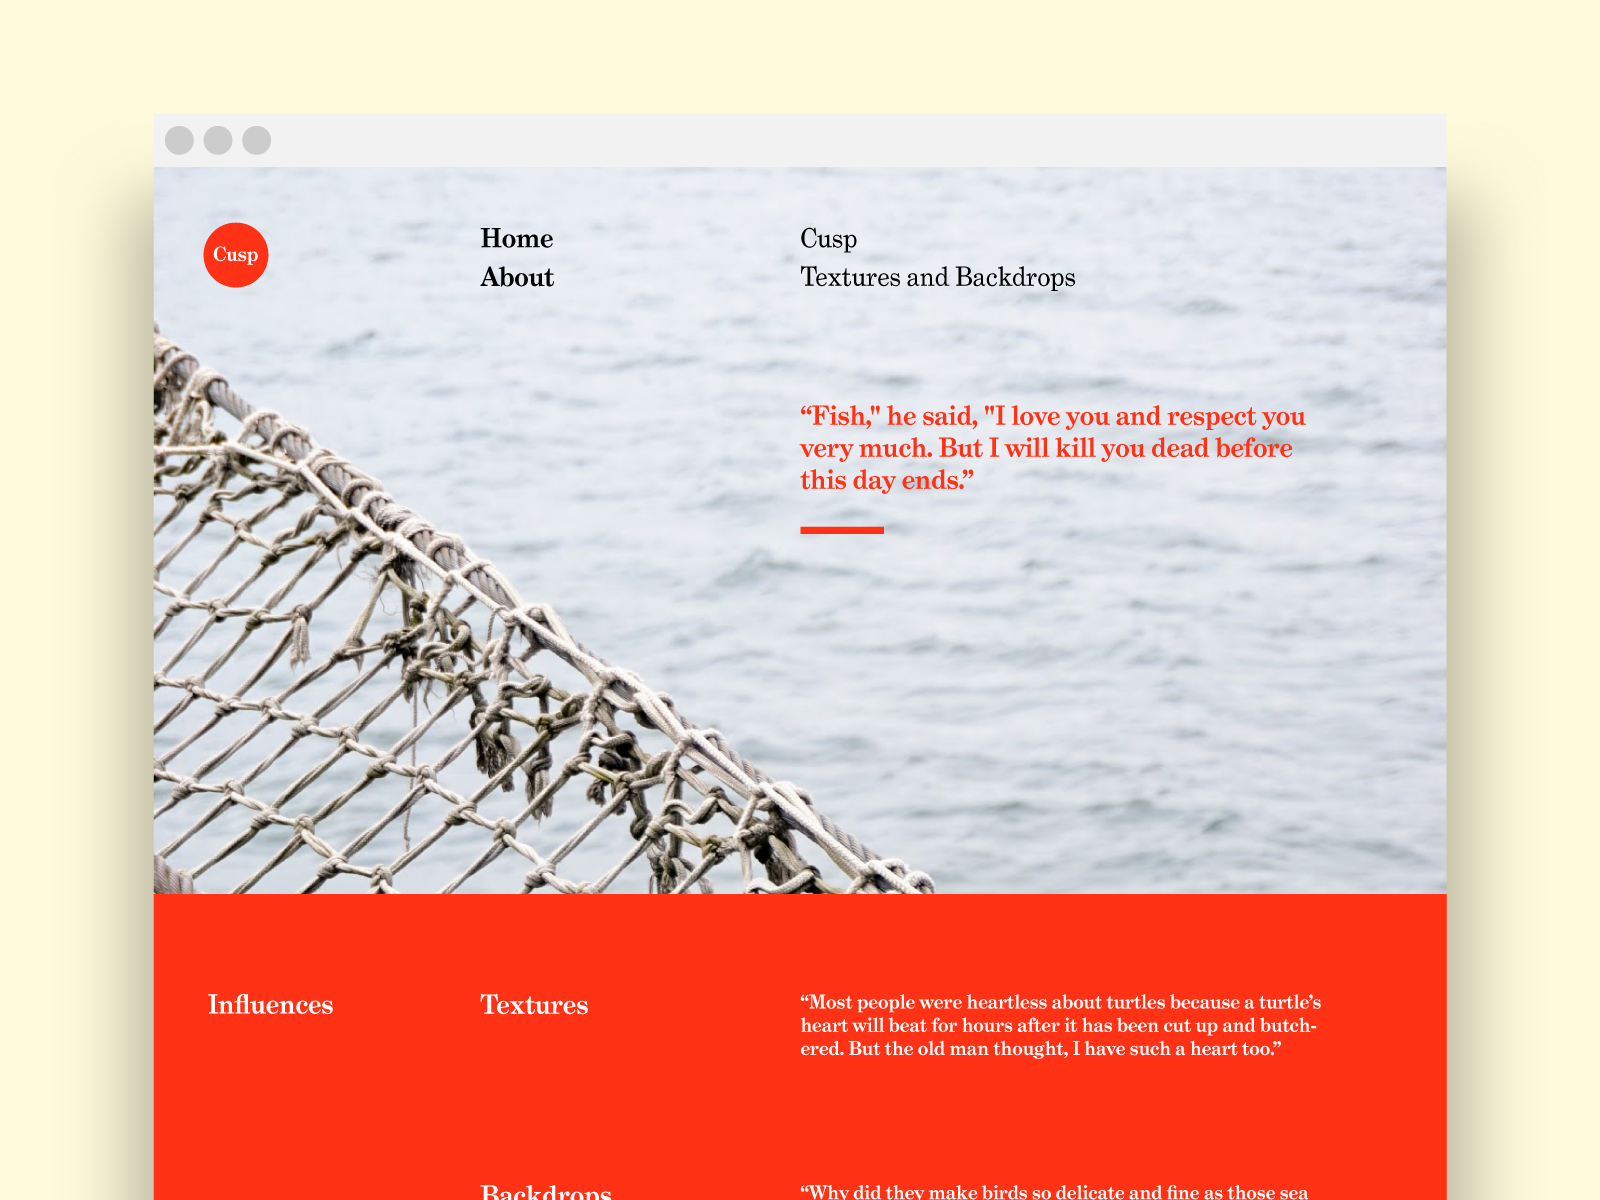 Cusp
Home
About
Cusp
Textures and Backdrops
“Fish," he said, "I love you and respect you
very much. But I will kill you dead before
this day ends.”
Influences
Textures
“Most people were heartless about turtles because a turtle’s
heart will beat for hours after it has been cut up and butch-
ered. But the old man thought, I have such a heart too.”
Backdrops
“Why did they make birds so delicate and fine as those sea